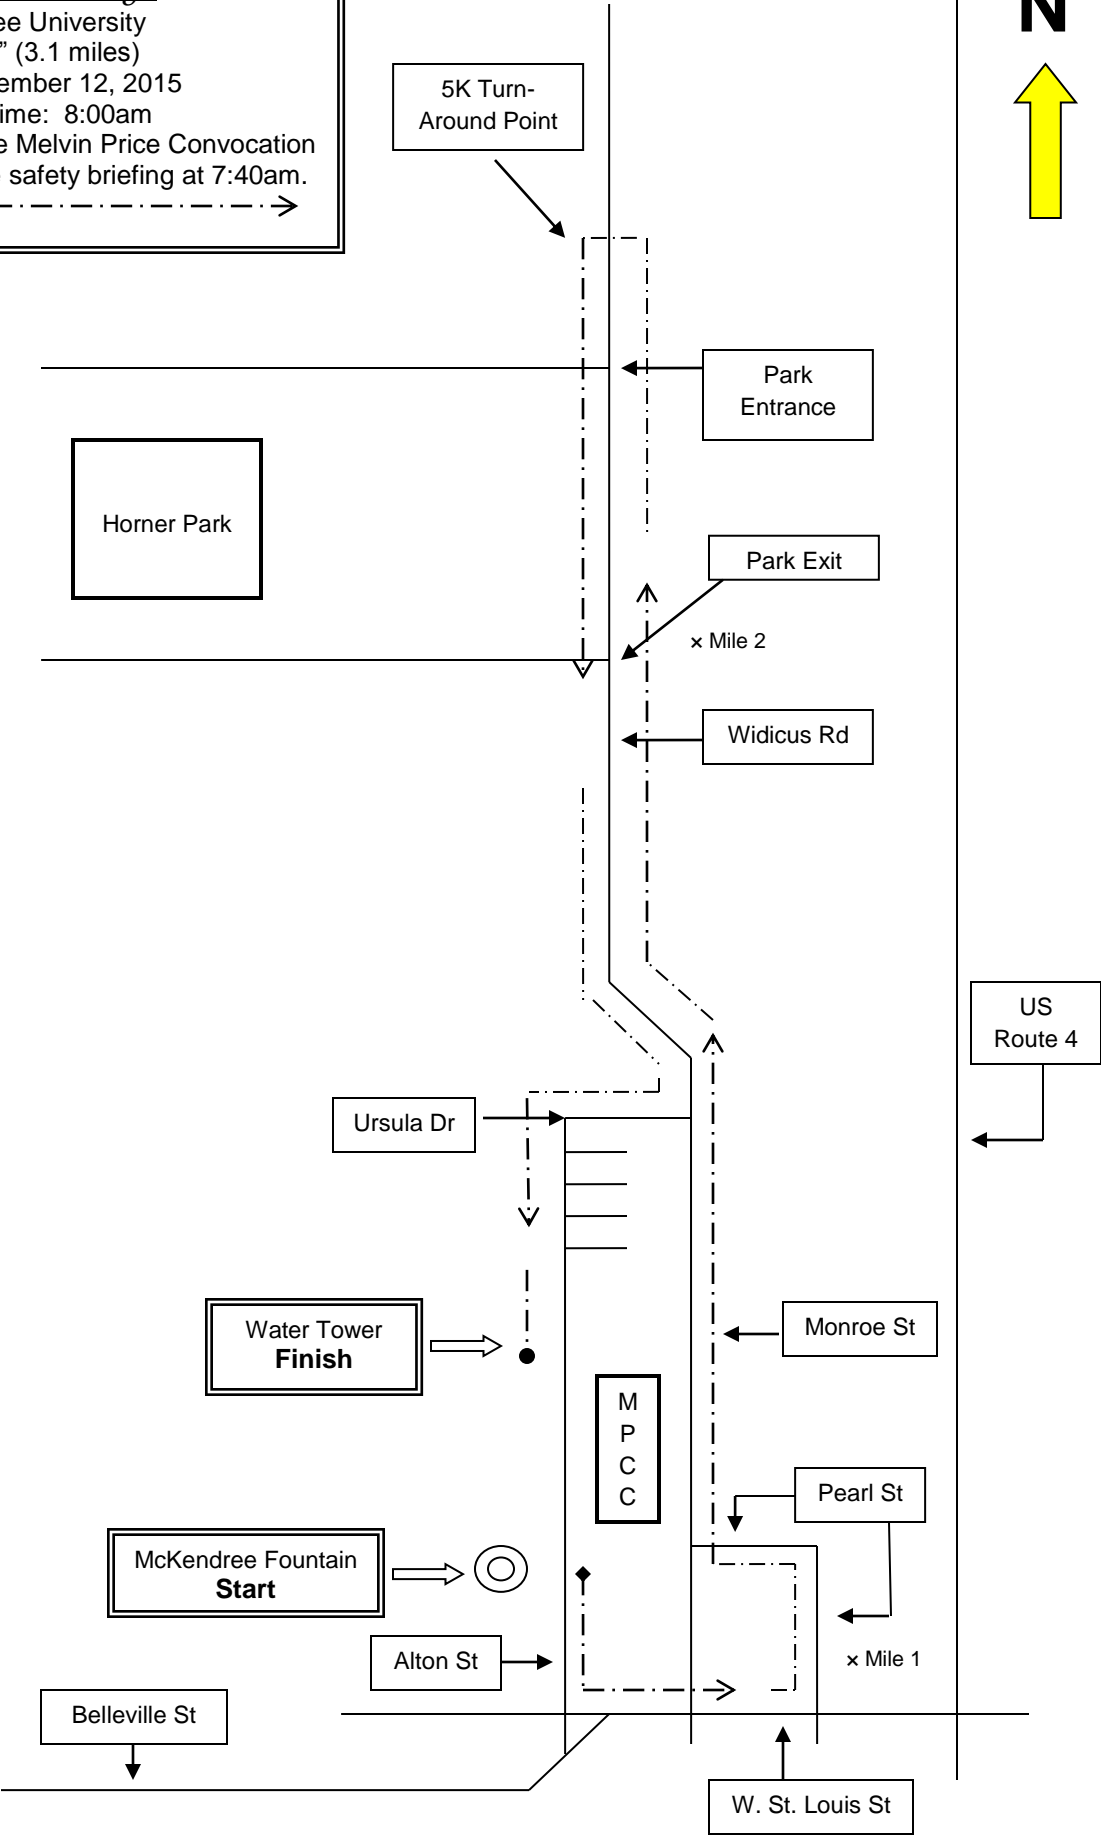 ee University
” (3.1 miles)
ember 12, 2015
ime: 8:00am
e Melvin Price Convocation
safety briefing at 7:40am.
N
5K Turn-
Around Point
Park
Entrance
Horner Park
Park Exit
× Mile 2
Widicus Rd
US
Route 4
Ursula Dr
Water Tower
Finish
Monroe St
M
P
C
C
Pearl St
McKendree Fountain
Start
Alton St
× Mile 1
Belleville St
W. St. Louis St